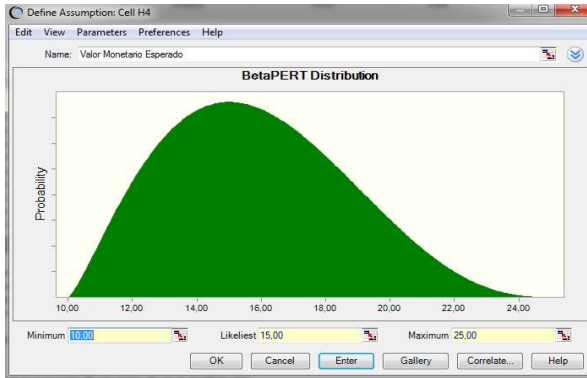 Define Assumption: Cell H4
Edit View Parameters Preferences Help
Name: Valor Monetario Esperado
BetaPERT Distribution
Probability
10,00 12,00 14,00 16,00 18,00 20,00 22,00 24,00
Minimum 10,00 Likeliest 15,00 Maximum 25,00
OK Cancel Enter Gallery Correlate... Help